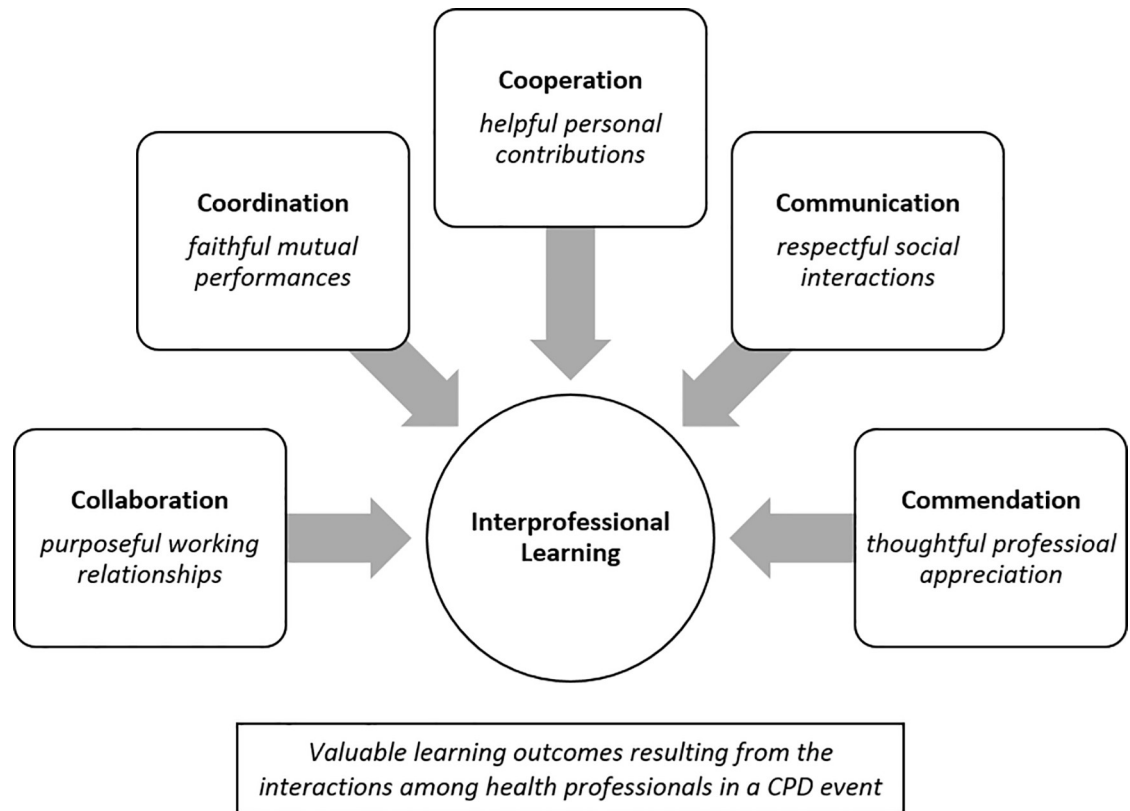 Cooperation
helpful personal
contributions
Coordination
faithful mutual
performances
Communication
respectful social
interactions
Collaboration
purposeful working
relationships
Interprofessional
Learning
Commendation
thoughtful professioal
appreciation
Valuable learning outcomes resulting from the
interactions among health professionals in a CPD event